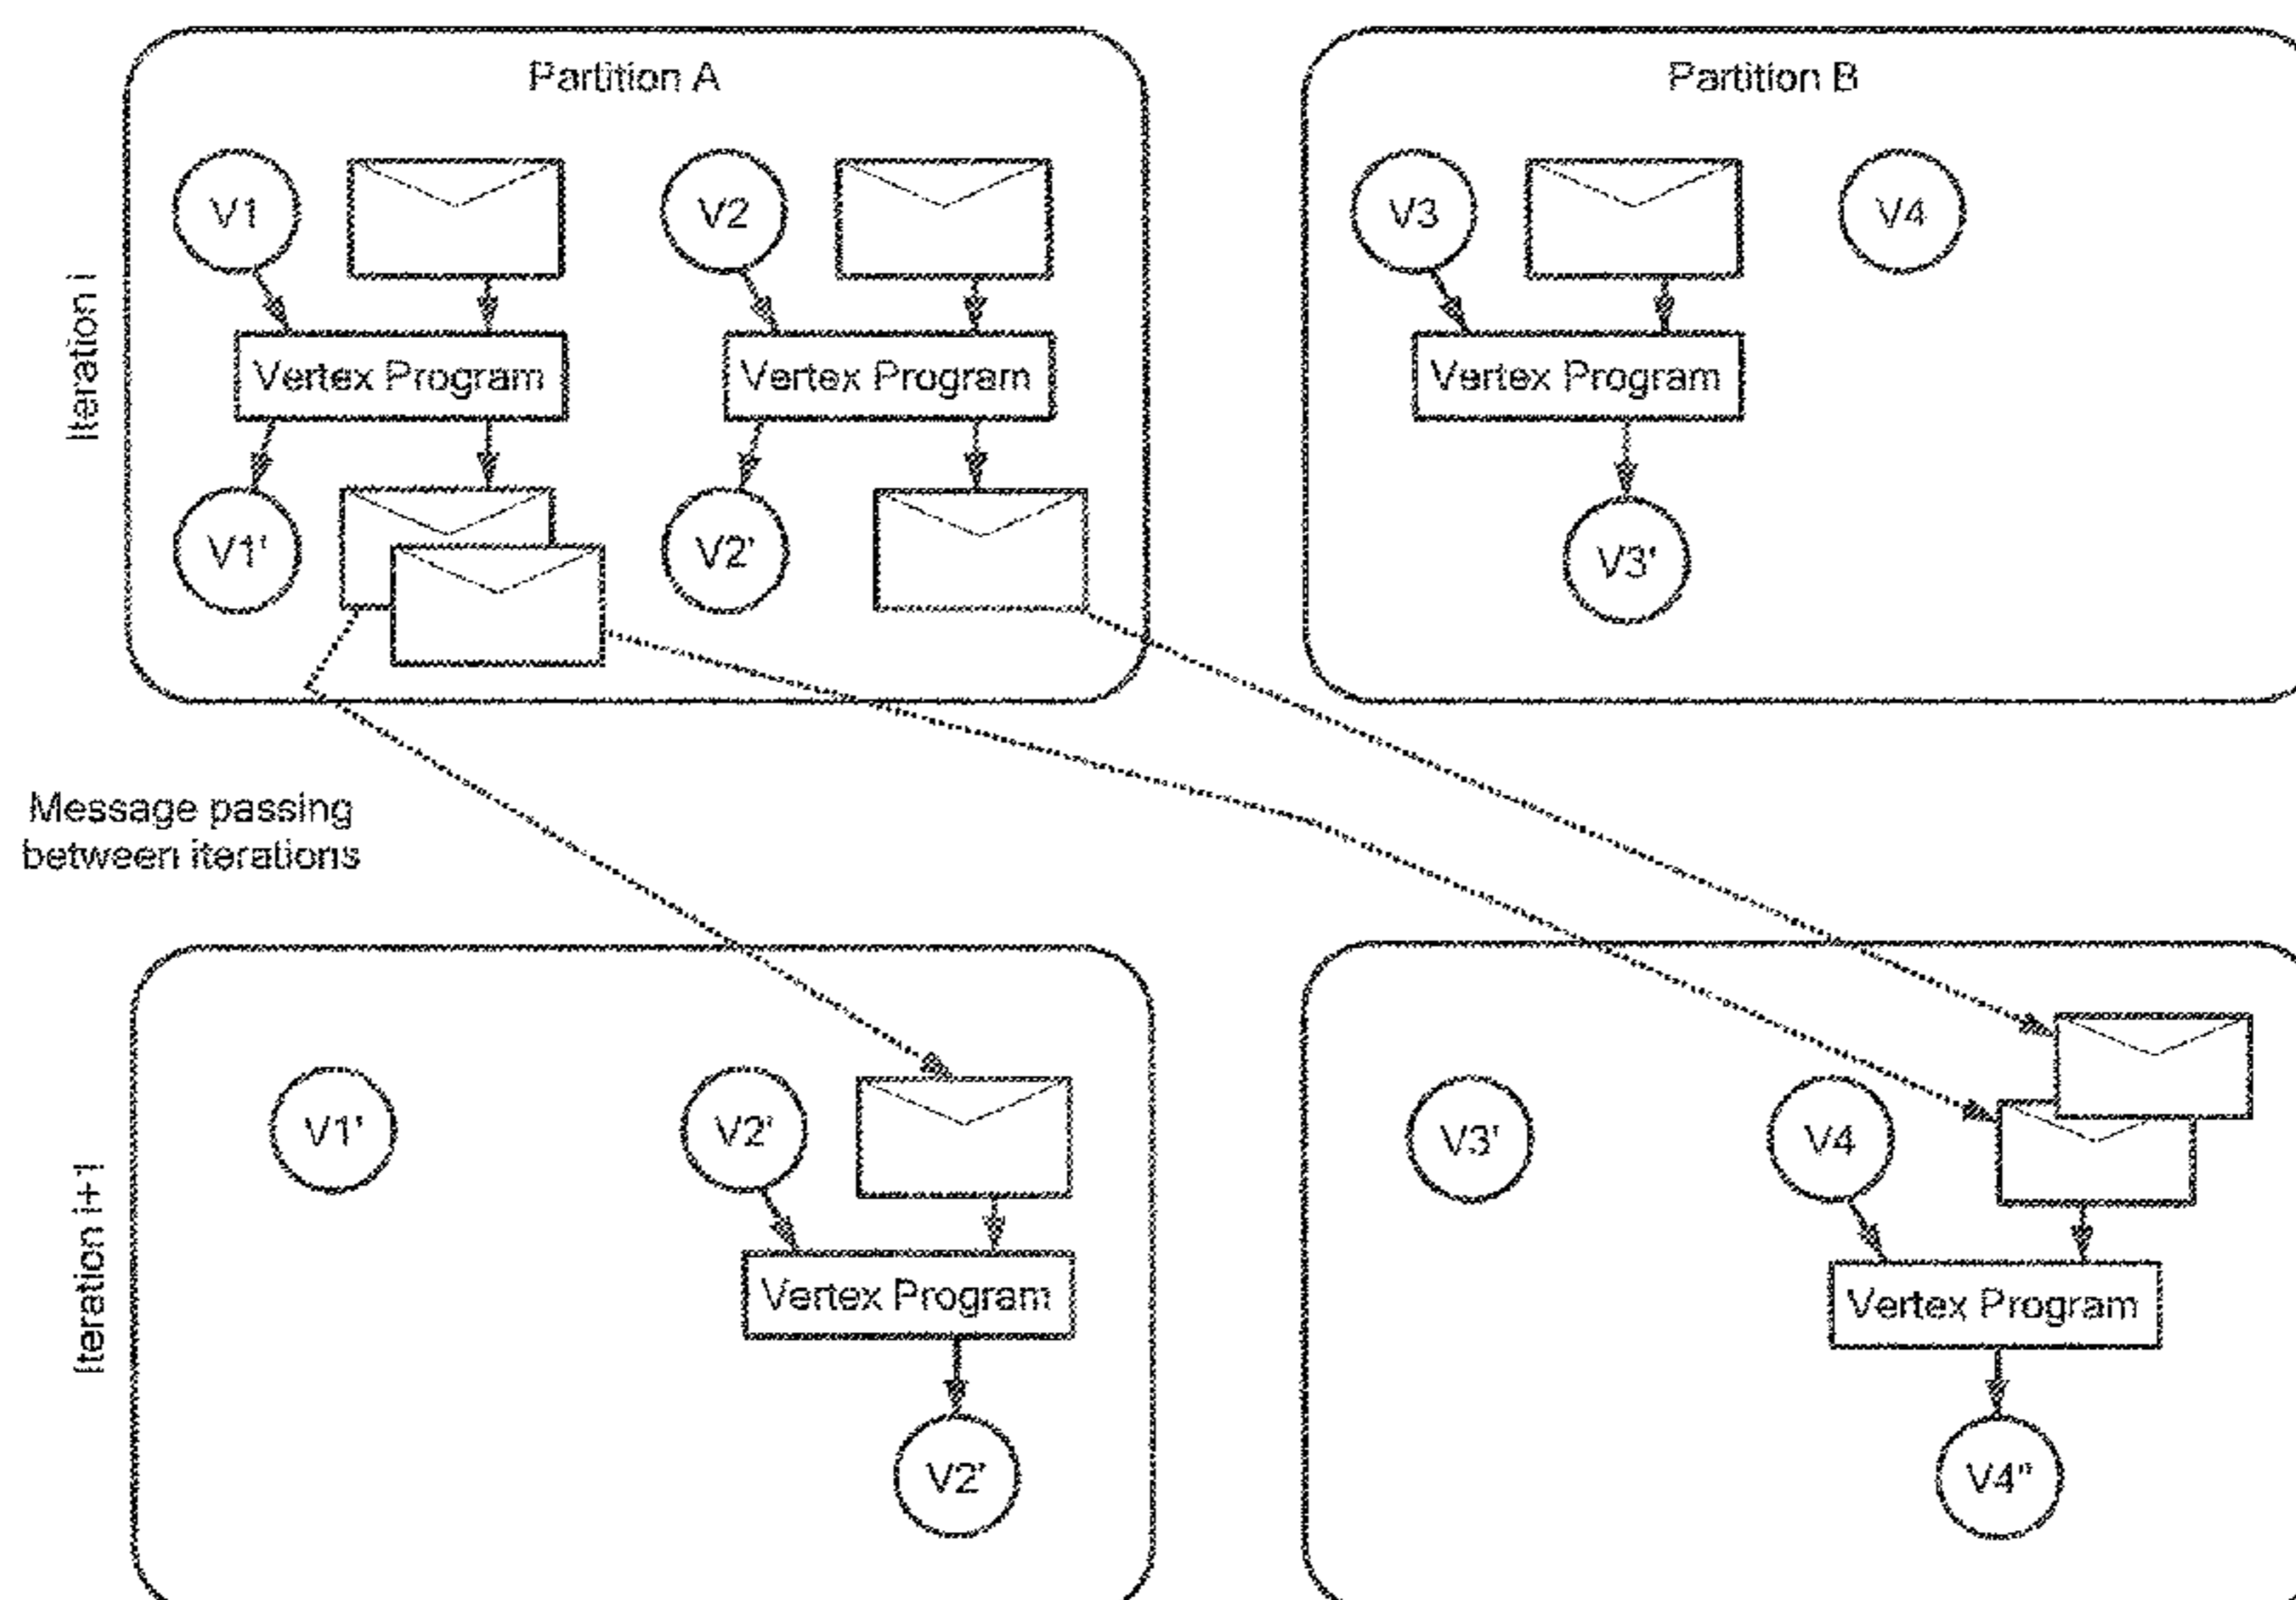 Partition A
Partition B
V1
V2
V3
V4
Iteration i
Vertex Program
Vertex Program
Vertex Program
V1'
V2'
V3'
Message passing
between iterations
V1'
V2'
V3'
V4
Iteration i+1
Vertex Program
Vertex Program
V2'
V4"